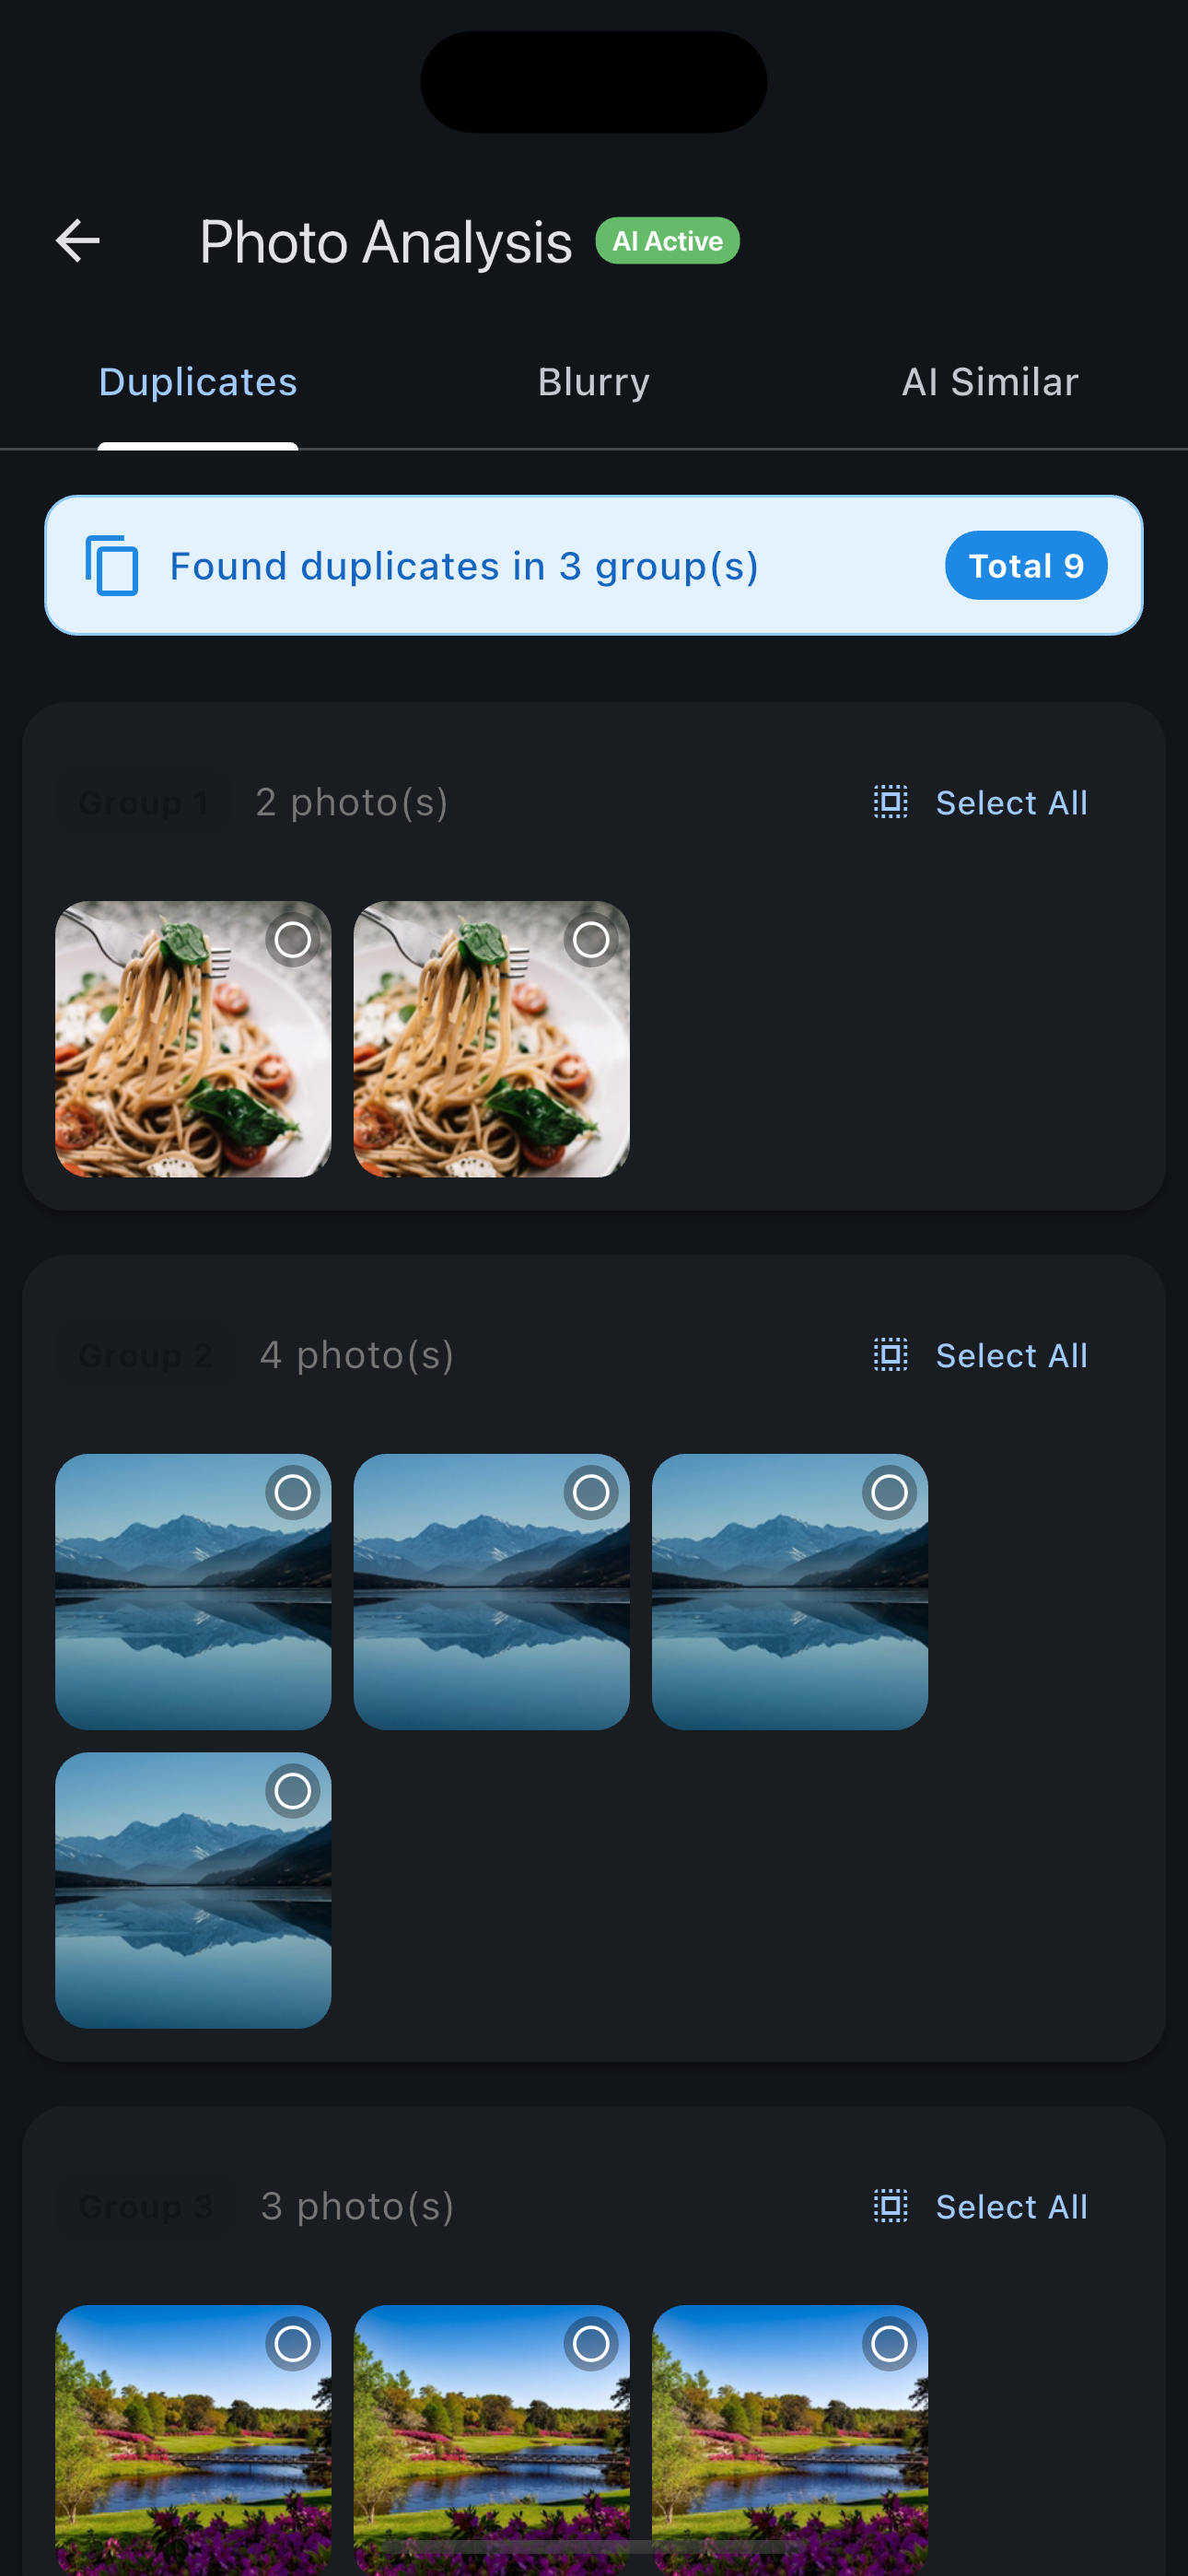 Photo Analysis AI Active
Duplicates Blurry AI Similar
Found duplicates in 3 group(s) Total 9
Group 1 2 photo(s) Select All
Group 2 4 photo(s) Select All
Group 3 3 photo(s) Select All